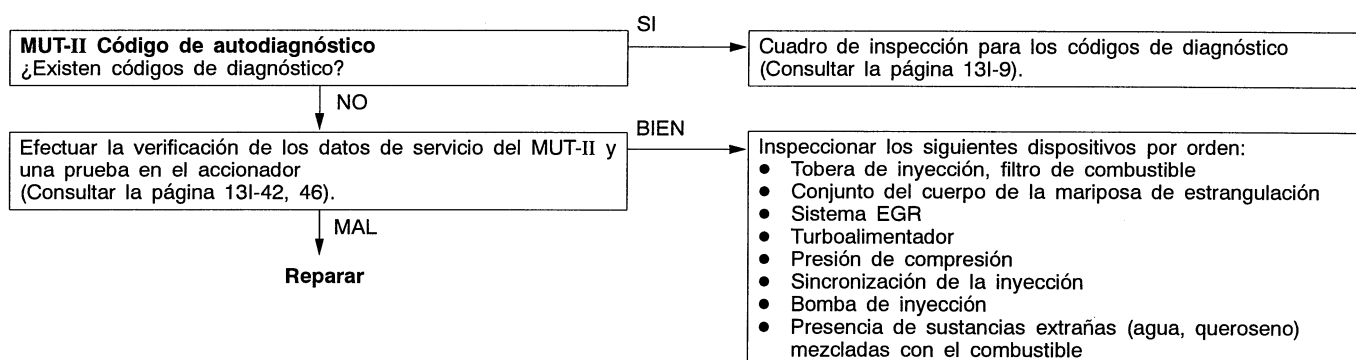 MUT-II Código de autodiagnóstico
¿Existen códigos de diagnóstico?
SI
Cuadro de inspección para los códigos de diagnóstico
(Consultar la página 13I-9).
NO
Efectuar la verificación de los datos de servicio del MUT-II y
una prueba en el accionador
(Consultar la página 13I-42, 46).
BIEN
Inspeccionar los siguientes dispositivos por orden:
● Tobera de inyección, filtro de combustible
● Conjunto del cuerpo de la mariposa de estrangulación
● Sistema EGR
● Turboalimentador
● Presión de compresión
● Sincronización de la inyección
● Bomba de inyección
● Presencia de sustancias extrañas (agua, queroseno)
mezcladas con el combustible
MAL
Reparar